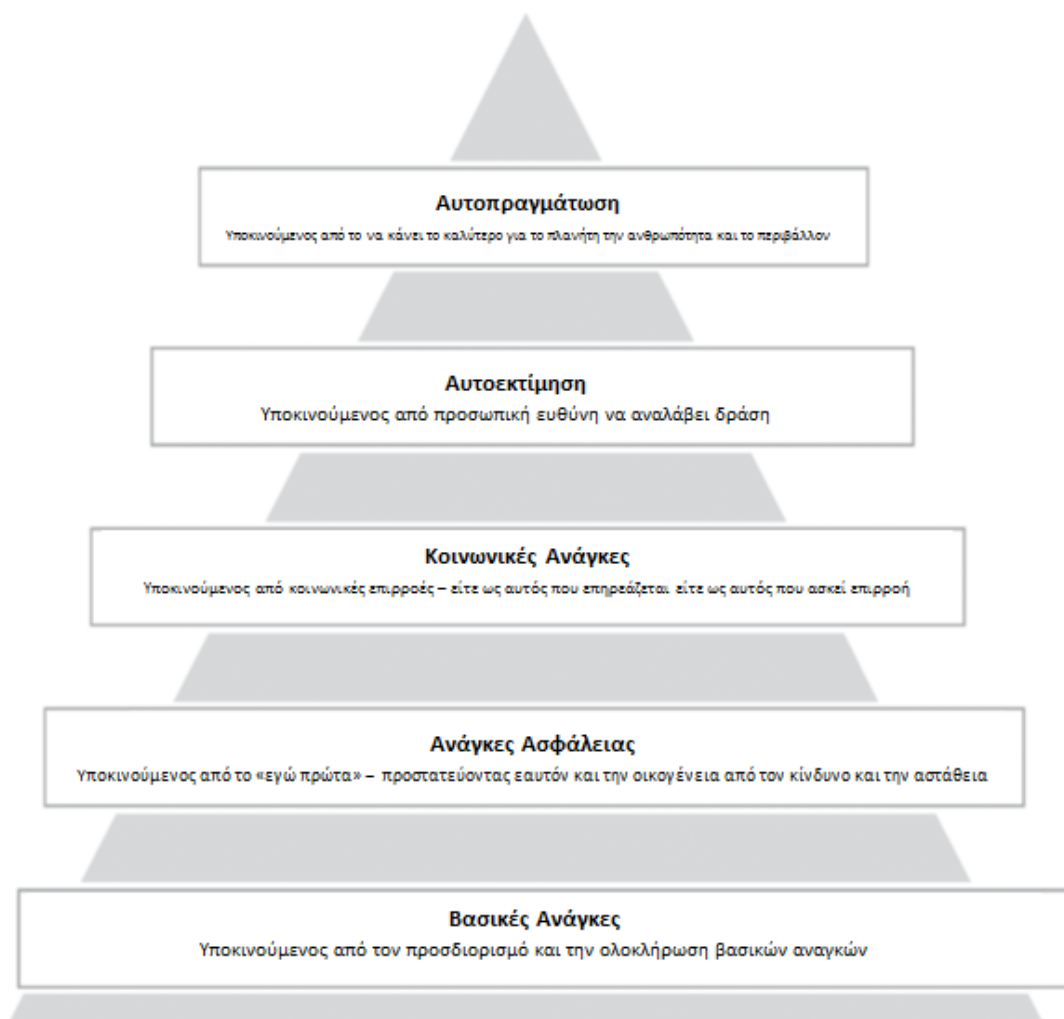 Αυτοπραγμάτωση
Υποκινούμενος από το να κάνει το καλύτερο για το πλανήτη την ανθρωπότητα και το περιβάλλον
Αυτοεκτίμηση
Υποκινούμενος από προσωπική ευθύνη να αναλάβει δράση
Κοινωνικές Ανάγκες
Υποκινούμενος από κοινωνικές επιρροές – είτε ως αυτός που επηρεάζεται είτε ως αυτός που ασκεί επιρροή
Ανάγκες Ασφάλειας
Υποκινούμενος από το «εγώ πρώτα» – προστατεύοντας εαυτόν και την οικογένεια από τον κίνδυνο και την αστάθεια
Βασικές Ανάγκες
Υποκινούμενος από τον προσδιορισμό και την ολοκλήρωση βασικών αναγκών